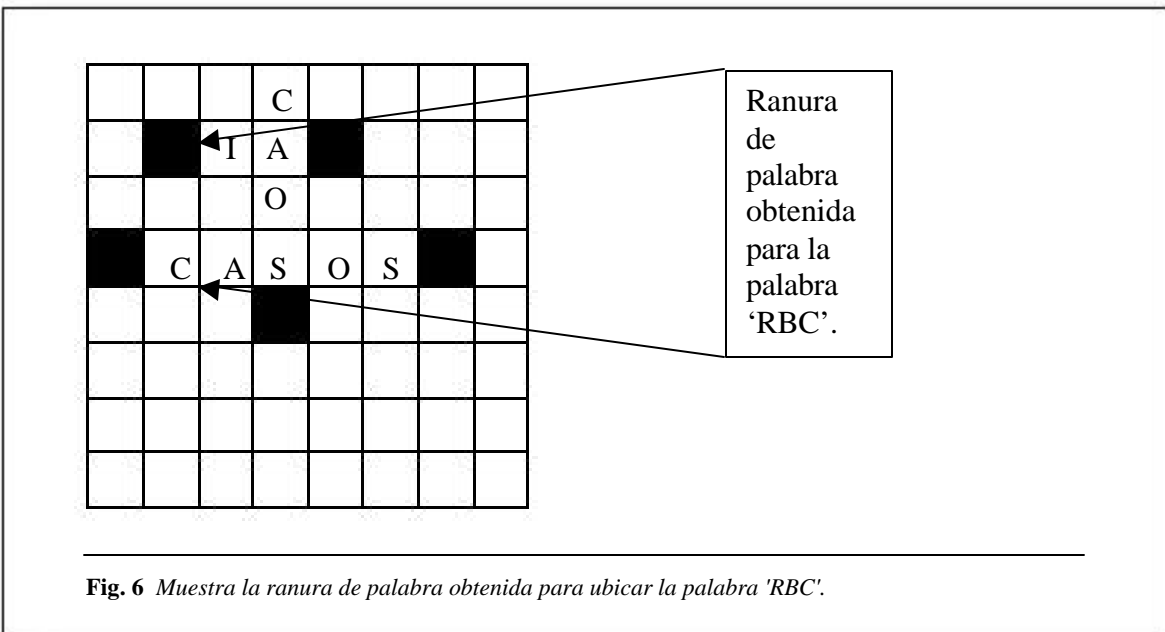 C
I A
O
C A S O S
Ranura
de
palabra
obtenida
para la
palabra
‘RBC’.
Fig. 6 Muestra la ranura de palabra obtenida para ubicar la palabra 'RBC'.